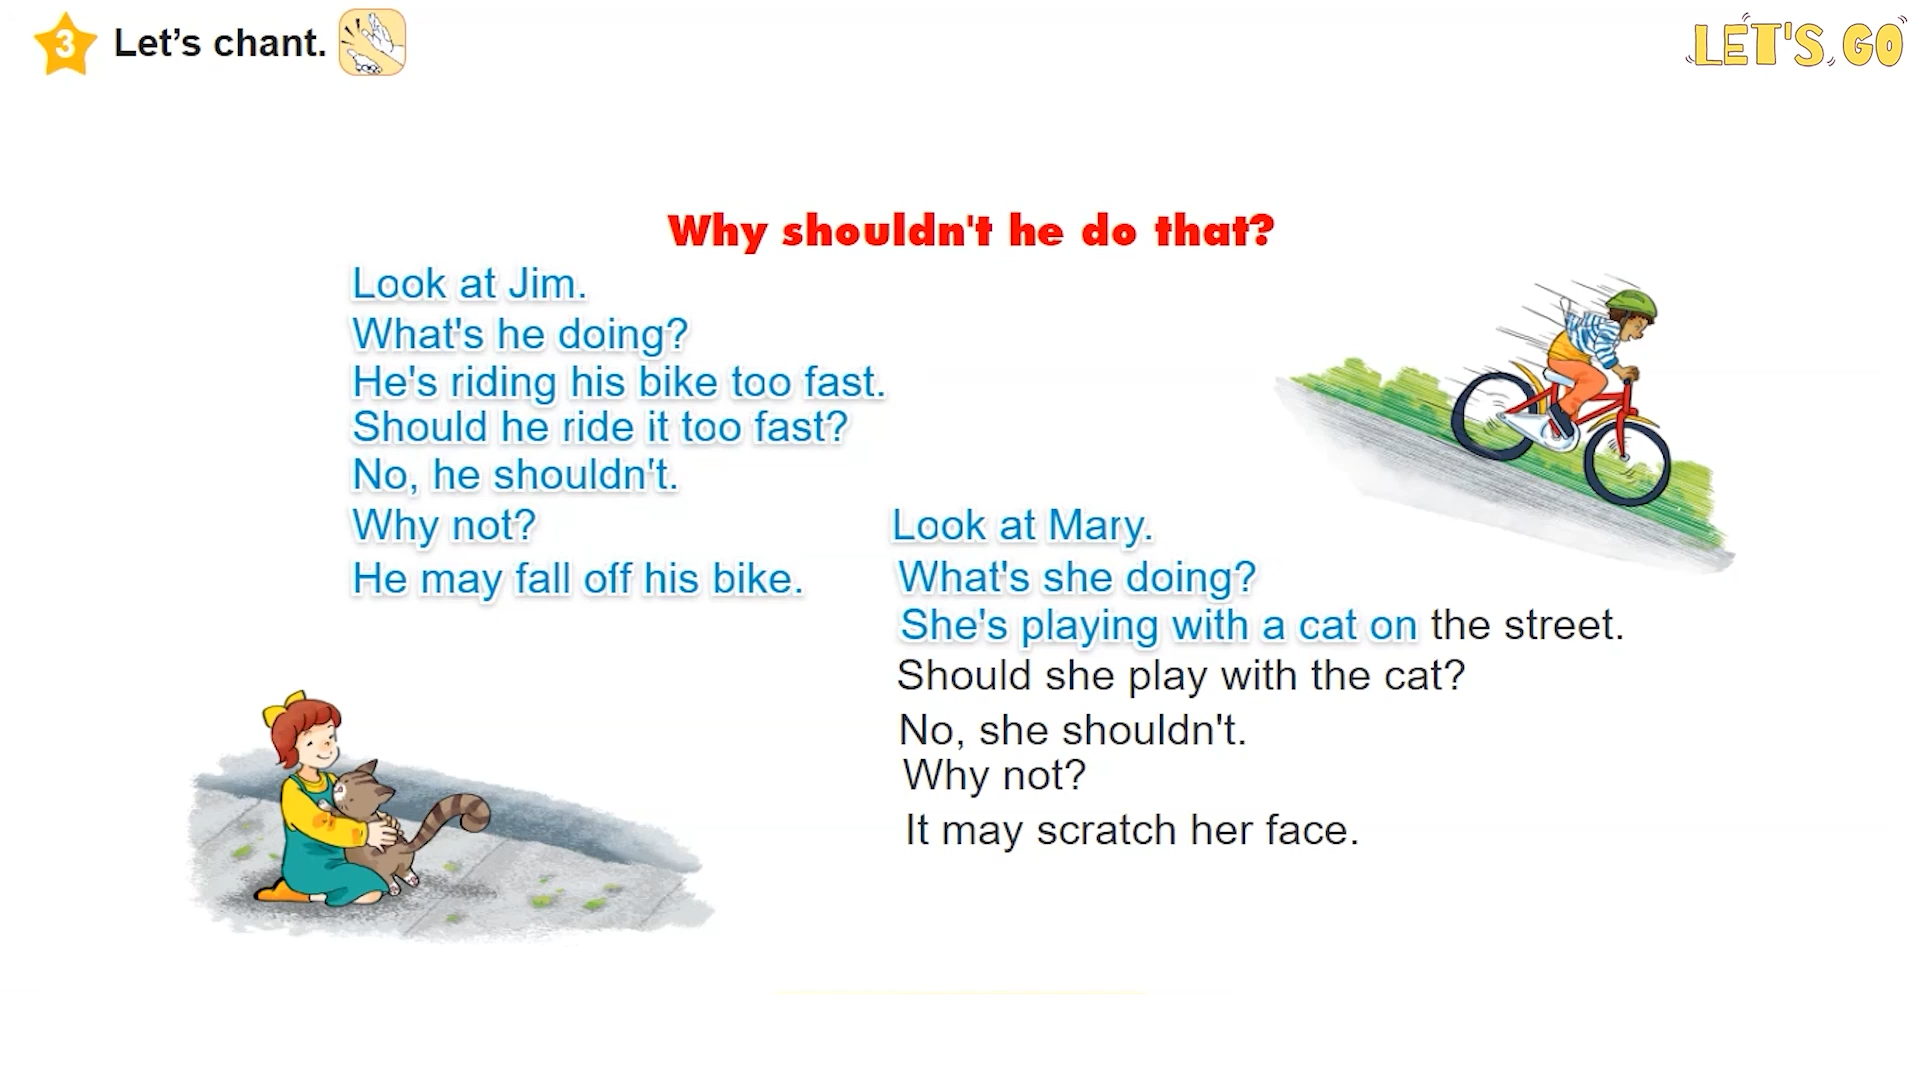 3 Let's chant.
LET'S GO
Why shouldn't he do that?
Look at Jim.
What's he doing?
He's riding his bike too fast.
Should he ride it too fast?
No, he shouldn't.
Why not?
He may fall off his bike.
Look at Mary.
What's she doing?
She's playing with a cat on the street.
Should she play with the cat?
No, she shouldn't.
Why not?
It may scratch her face.